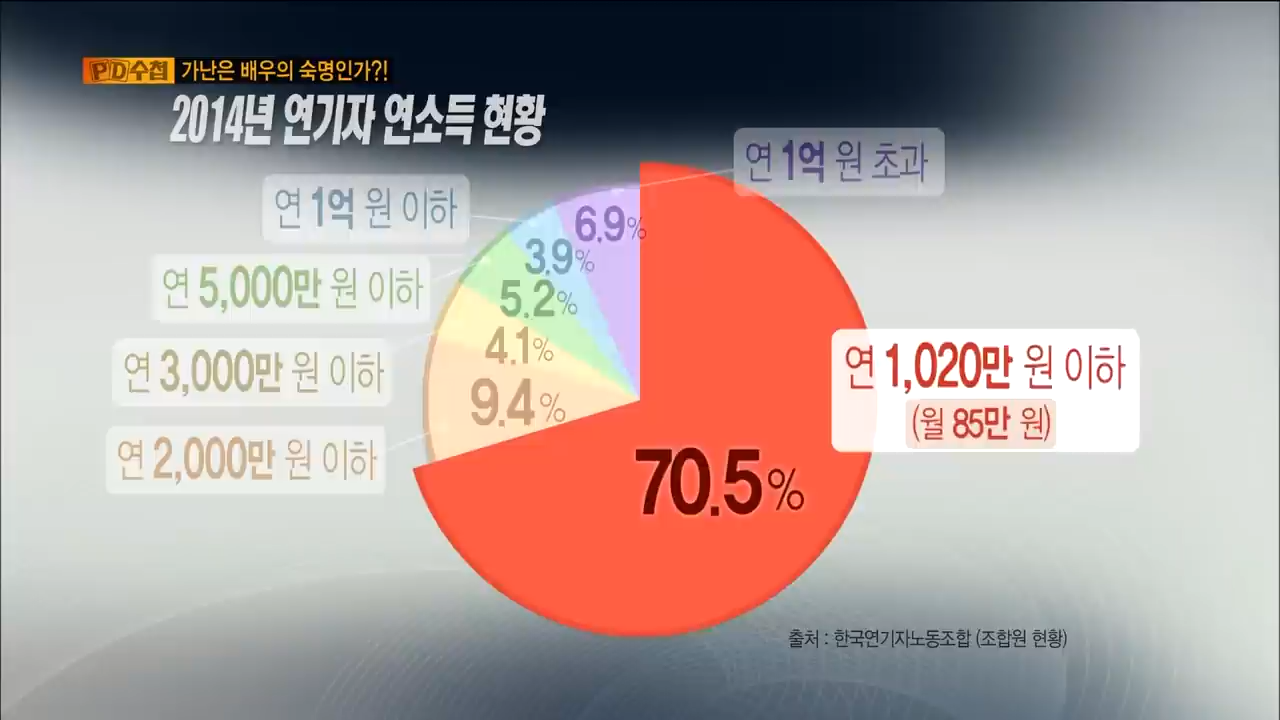 PD수첩 가난은 배우의 숙명인가?!
2014년 연기자 연소득 현황
연 1억 원 초과
연 1억 원 이하
6.9%
3.9%
연 5,000만 원 이하
5.2%
연 3,000만 원 이하
4.1%
연 1,020만 원 이하
(월 85만 원)
9.4%
연 2,000만 원 이하
70.5%
출처 : 한국연기자노동조합 (조합원 현황)